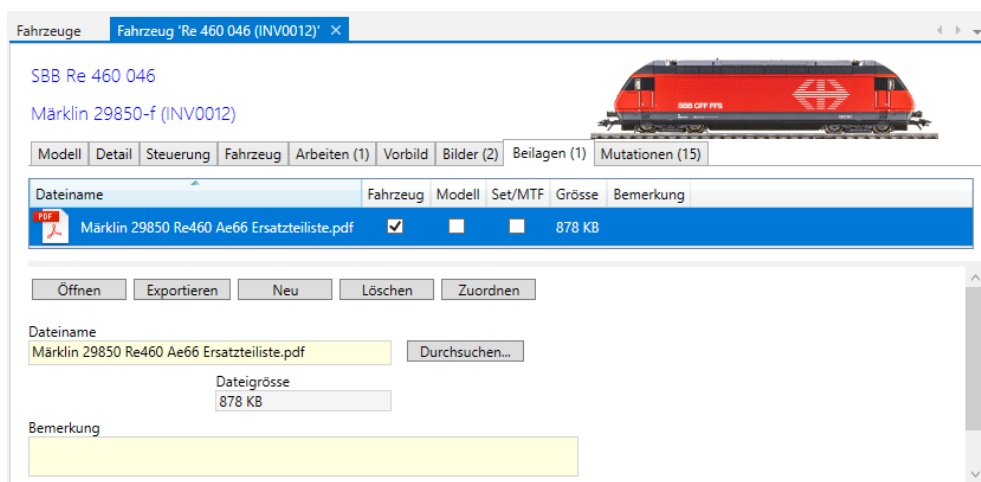 Fahrzeuge Fahrzeug 'Re 460 046 (INV0012)'
SBB Re 460 046
Märklin 29850-f (INV0012)
SBB CFF FFS
Modell Detail Steuerung Fahrzeug Arbeiten (1) Vorbild Bilder (2) Beilagen (1) Mutationen (15)
Dateiname Fahrzeug Modell Set/MTF Grösse Bemerkung
PDF Märklin 29850 Re460 Ae66 Ersatzteiliste.pdf 878 KB
Öffnen Exportieren Neu Löschen Zuordnen
Dateiname
Märklin 29850 Re460 Ae66 Ersatzteiliste.pdf Durchsuchen...
Dateigrösse
878 KB
Bemerkung